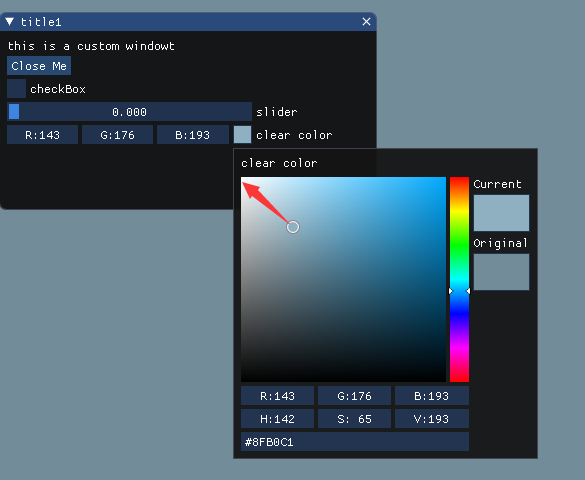 title1
this is a custom windowt
Close Me
checkBox
0.000 slider
R:143 G:176 B:193 clear color
clear color
Current
Original
R:143 G:176 B:193
H:142 S: 65 V:193
#8FB0C1